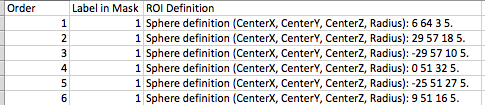 Order Label in Mask ROI Definition
1 1 Sphere definition (CenterX, CenterY, CenterZ, Radius): 6 64 3 5.
2 1 Sphere definition (CenterX, CenterY, CenterZ, Radius): 29 57 18 5.
3 1 Sphere definition (CenterX, CenterY, CenterZ, Radius): -29 57 10 5.
4 1 Sphere definition (CenterX, CenterY, CenterZ, Radius): 0 51 32 5.
5 1 Sphere definition (CenterX, CenterY, CenterZ, Radius): -25 51 27 5.
6 1 Sphere definition (CenterX, CenterY, CenterZ, Radius): 9 51 16 5.